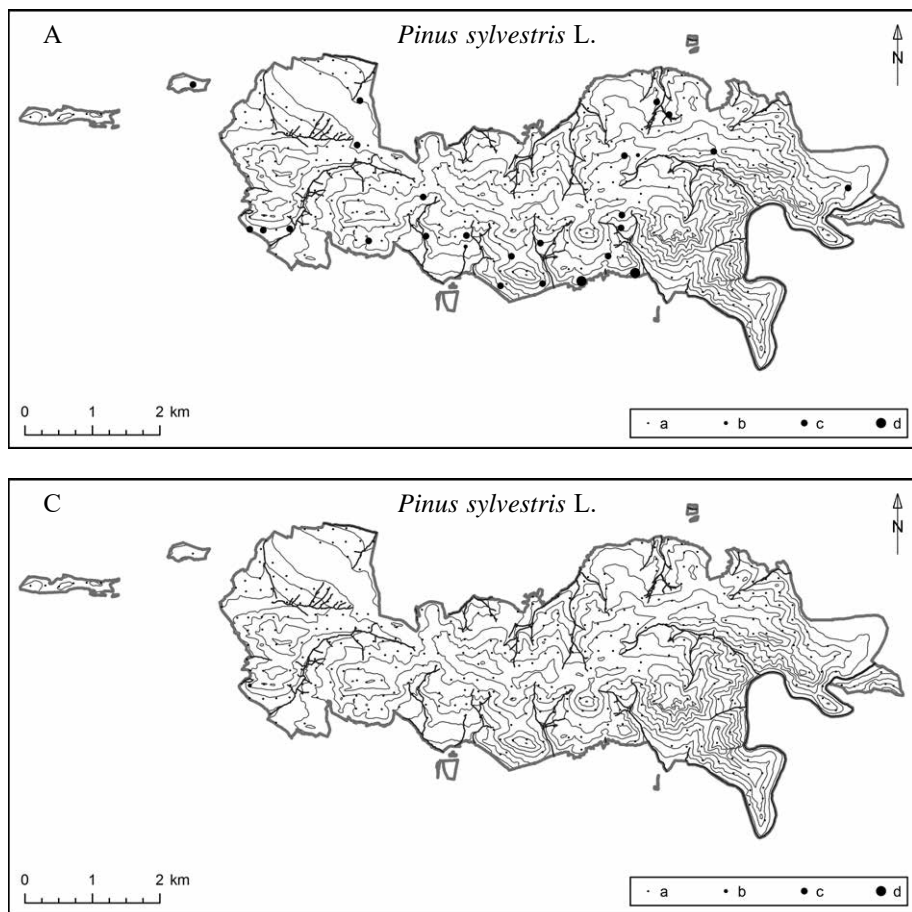 A Pinus sylvestris L.
N
0 1 2 km
a b c d
C Pinus sylvestris L.
N
0 1 2 km
a b c d